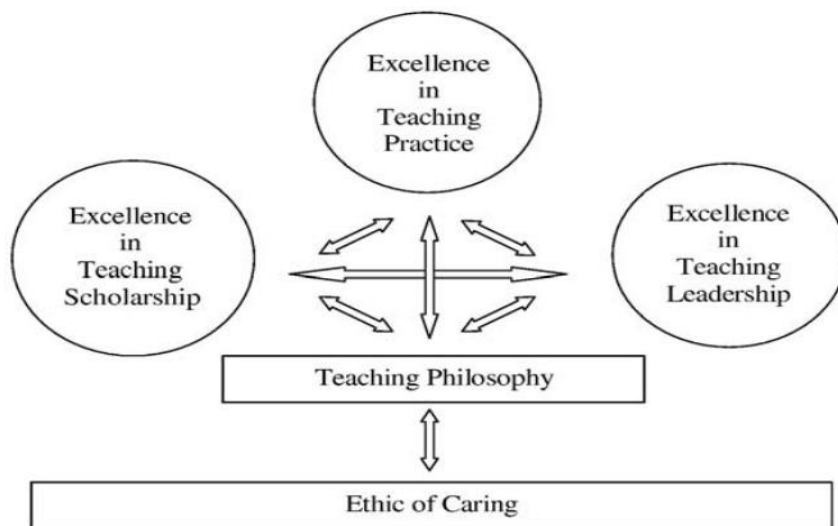 Excellence
in
Teaching
Practice
Excellence
in
Teaching
Scholarship
Excellence
in
Teaching
Leadership
Teaching Philosophy
Ethic of Caring